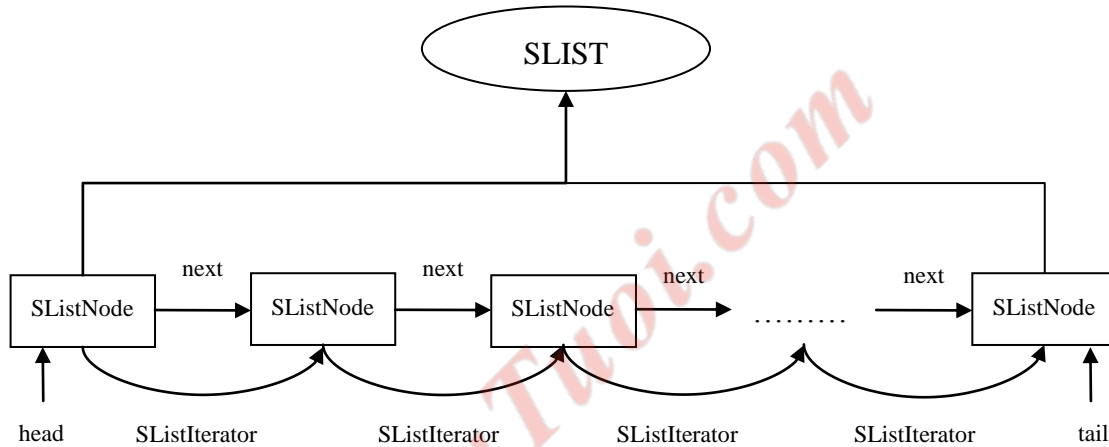 SLIST
next next next next
SListNode SListNode SListNode ......... SListNode
head SListIterator SListIterator SListIterator SListIterator tail
Tuoi.com